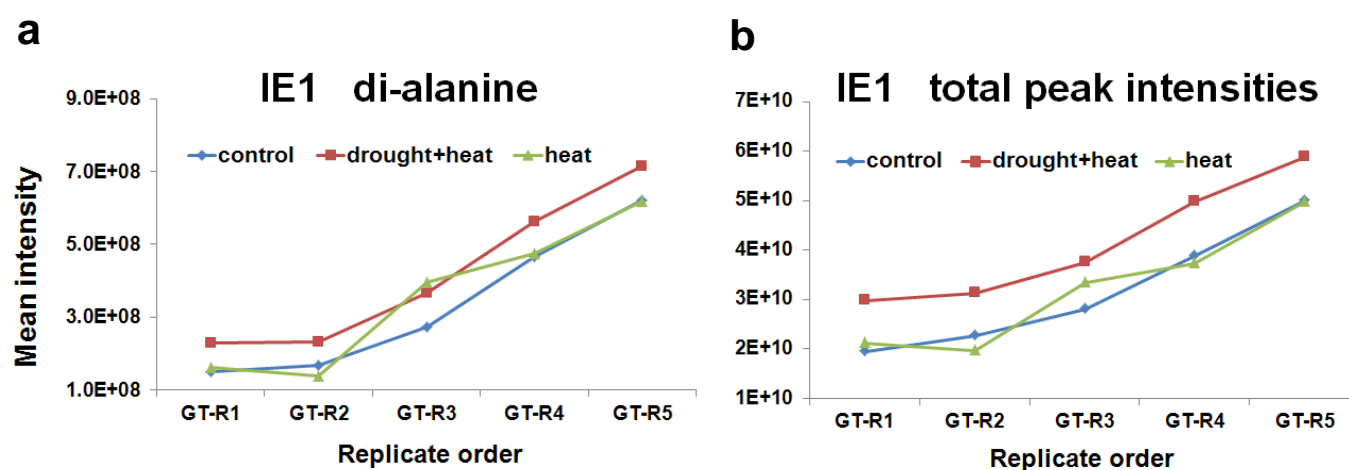 a
IE1 di-alanine
9.0E+08
7.0E+08
5.0E+08
3.0E+08
1.0E+08
Mean intensity
control drought+heat heat
GT-R1 GT-R2 GT-R3 GT-R4 GT-R5
Replicate order
b
IE1 total peak intensities
7E+10
6E+10
5E+10
4E+10
3E+10
2E+10
1E+10
control drought+heat heat
GT-R1 GT-R2 GT-R3 GT-R4 GT-R5
Replicate order